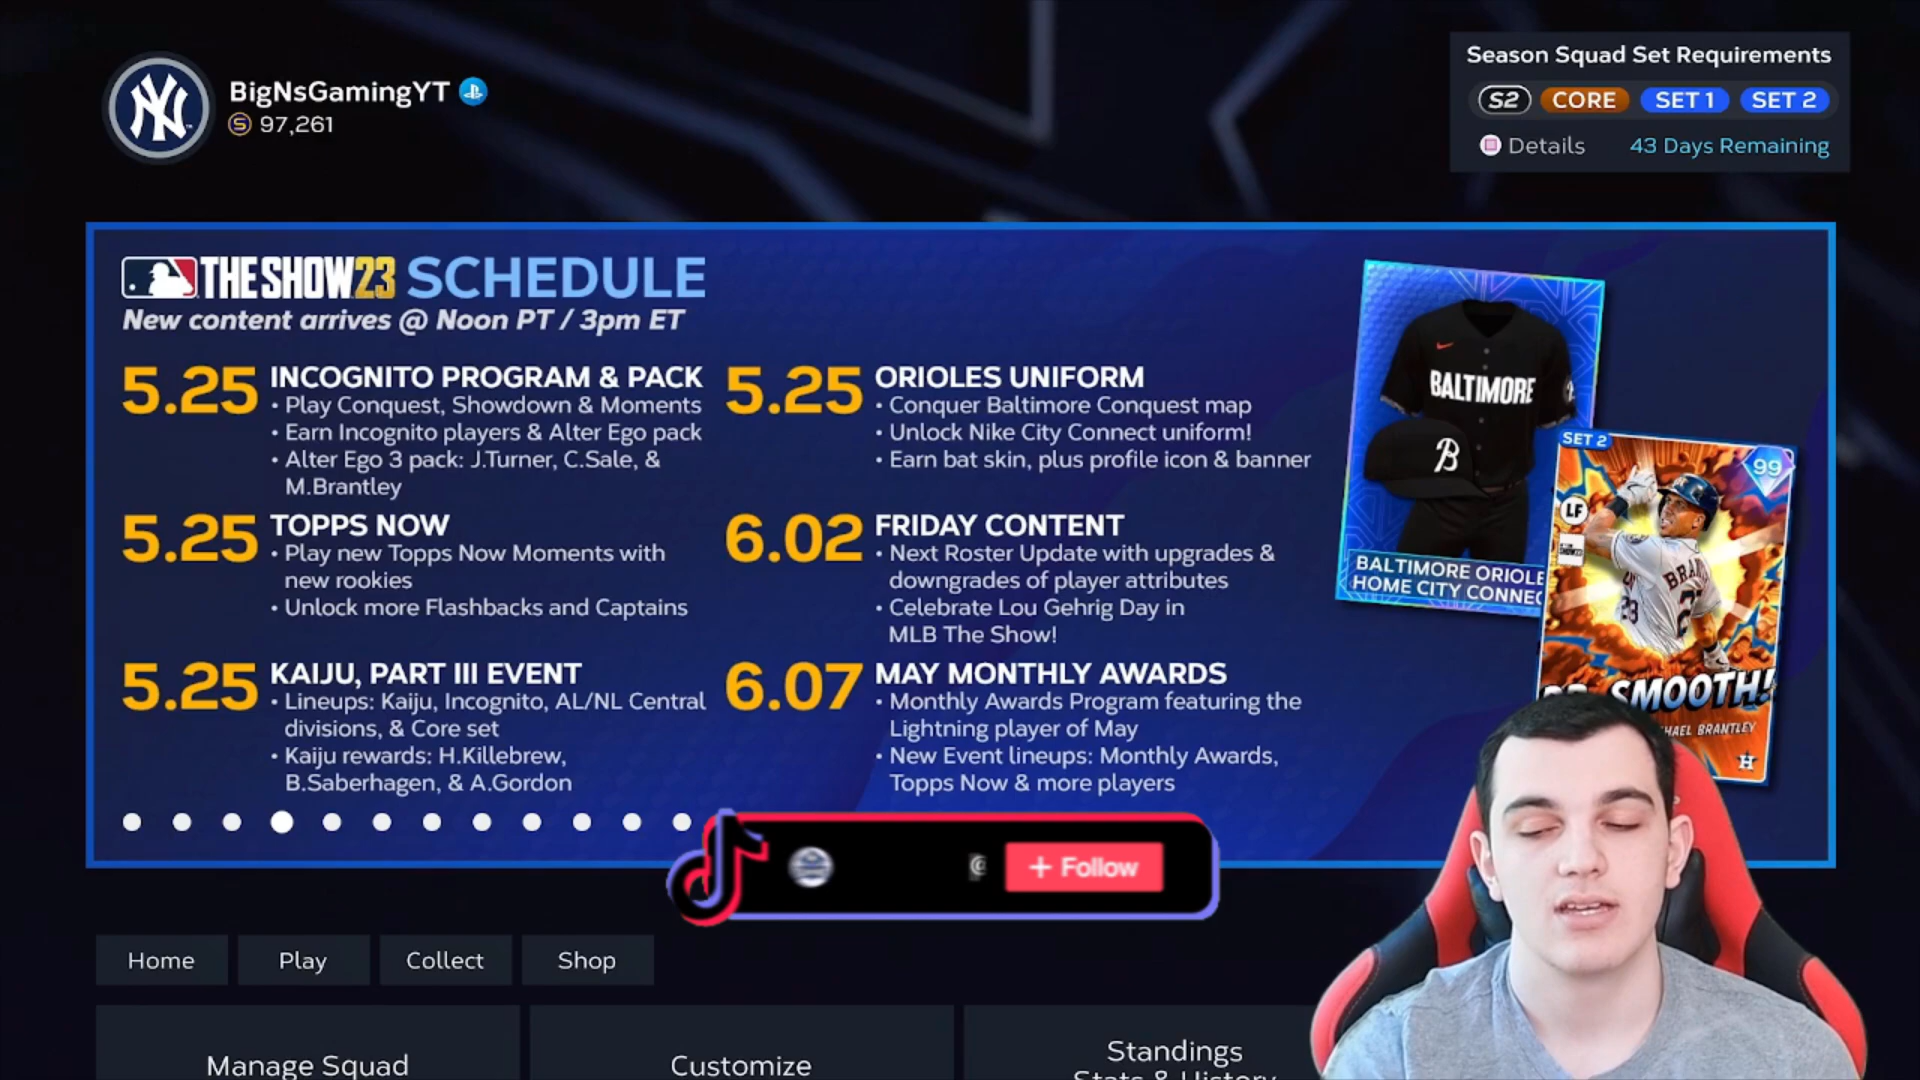 BigNsGamingYT
97,261
Season Squad Set Requirements
S2 CORE SET 1 SET 2
Details 43 Days Remaining
THE SHOW 23 SCHEDULE
New content arrives @ Noon PT / 3pm ET
5.25 INCOGNITO PROGRAM & PACK
• Play Conquest, Showdown & Moments
• Earn Incognito players & Alter Ego pack
• Alter Ego 3 pack: J.Turner, C.Sale, &
M.Brantley
5.25 TOPPS NOW
• Play new Topps Now Moments with
new rookies
• Unlock more Flashbacks and Captains
5.25 KAIJU, PART III EVENT
• Lineups: Kaiju, Incognito, AL/NL Central
divisions, & Core set
• Kaiju rewards: H.Killebrew,
B.Saberhagen, & A.Gordon
5.25 ORIOLES UNIFORM
• Conquer Baltimore Conquest map
• Unlock Nike City Connect uniform!
• Earn bat skin, plus profile icon & banner
6.02 FRIDAY CONTENT
• Next Roster Update with upgrades &
downgrades of player attributes
• Celebrate Lou Gehrig Day in
MLB The Show!
6.07 MAY MONTHLY AWARDS
• Monthly Awards Program featuring the
Lightning player of May
• New Event lineups: Monthly Awards,
Topps Now & more players
BALTIMORE
B
BALTIMORE ORIOLE
HOME CITY CONNEC
SET 2
99
LF
SMOOTH!
HAEL BRANTLEY
@
+ Follow
Home
Play
Collect
Shop
Manage Squad
Customize
Standings
Stats & History